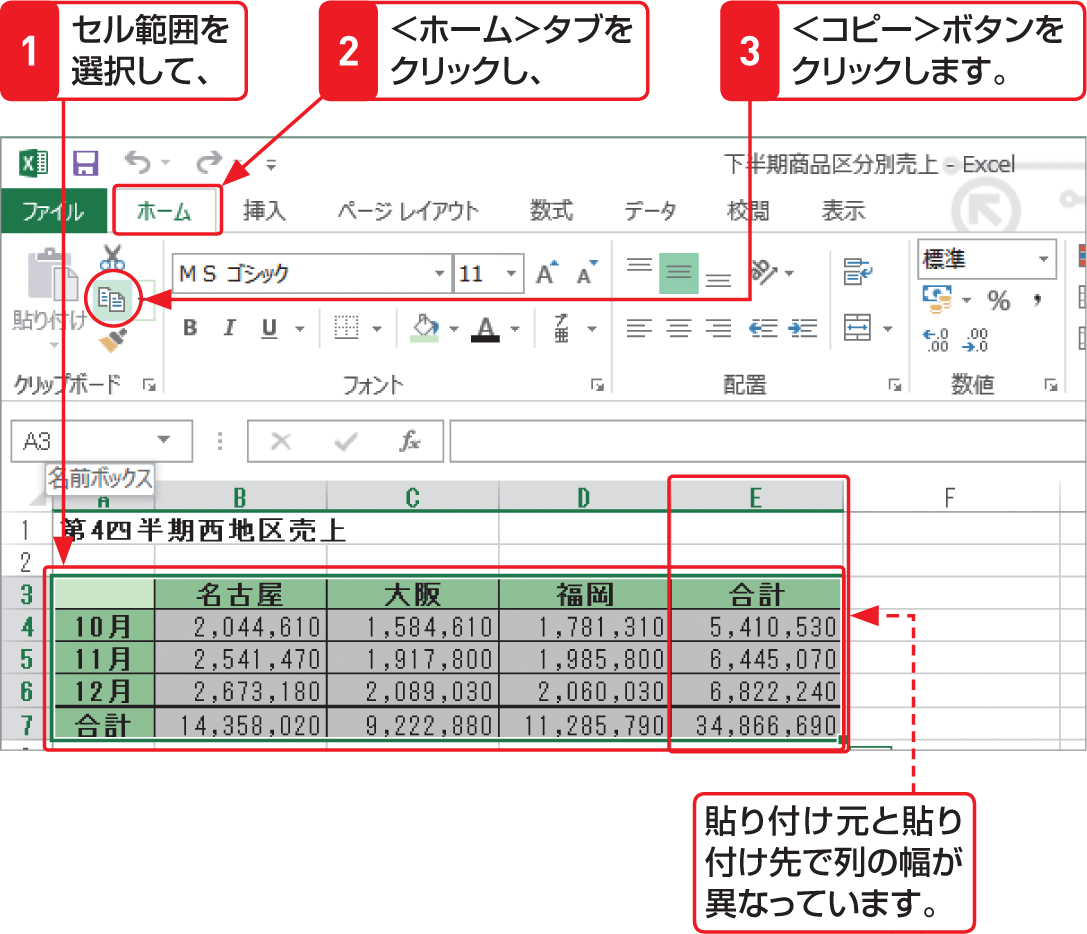 1
セル範囲を
選択して、
2
<ホーム>タブを
クリックし、
3
<コピー>ボタンを
クリックします。
下半期商品区分別売上 - Excel
ファイル
ホーム
挿入
ページ レイアウト
数式
データ
校閲
表示
ＭＳ ゴシック
11
A
A
標準
貼り付け
B
I
U
A
ア
亜
%
,
←.0
.00
.00
→.0
クリップボード
フォント
配置
数値
A3
fx
名前ボックス
A B C D E F
1 第4四半期西地区売上
2
3 名古屋 大阪 福岡 合計
4 10月 2,044,610 1,584,610 1,781,310 5,410,530
5 11月 2,541,470 1,917,800 1,985,800 6,445,070
6 12月 2,673,180 2,089,030 2,060,030 6,822,240
7 合計 14,358,020 9,222,880 11,285,790 34,866,690
貼り付け元と貼り
付け先で列の幅が
異なっています。